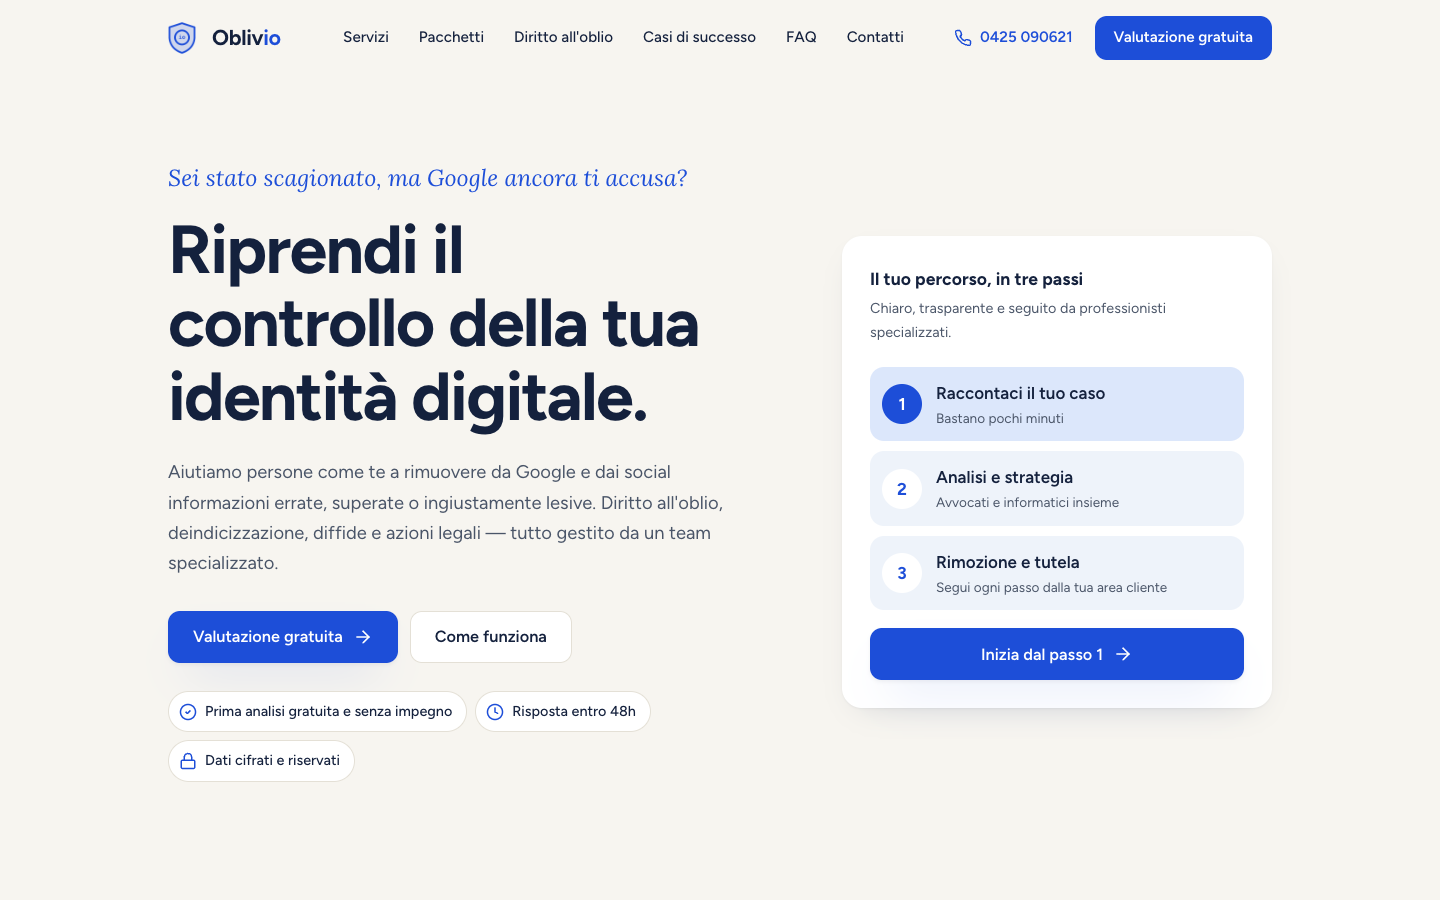 Oblivio
Servizi
Pacchetti
Diritto all'oblio
Casi di successo
FAQ
Contatti
0425 090621
Valutazione gratuita
Sei stato scagionato, ma Google ancora ti accusa?
Riprendi il
controllo della tua
identità digitale.
Aiutiamo persone come te a rimuovere da Google e dai social
informazioni errate, superate o ingiustamente lesive. Diritto all'oblio,
deindicizzazione, diffide e azioni legali — tutto gestito da un team
specializzato.
Valutazione gratuita
Come funziona
Prima analisi gratuita e senza impegno
Risposta entro 48h
Dati cifrati e riservati
Il tuo percorso, in tre passi
Chiaro, trasparente e seguito da professionisti
specializzati.
1
Raccontaci il tuo caso
Bastano pochi minuti
2
Analisi e strategia
Avvocati e informatici insieme
3
Rimozione e tutela
Segui ogni passo dalla tua area cliente
Inizia dal passo 1